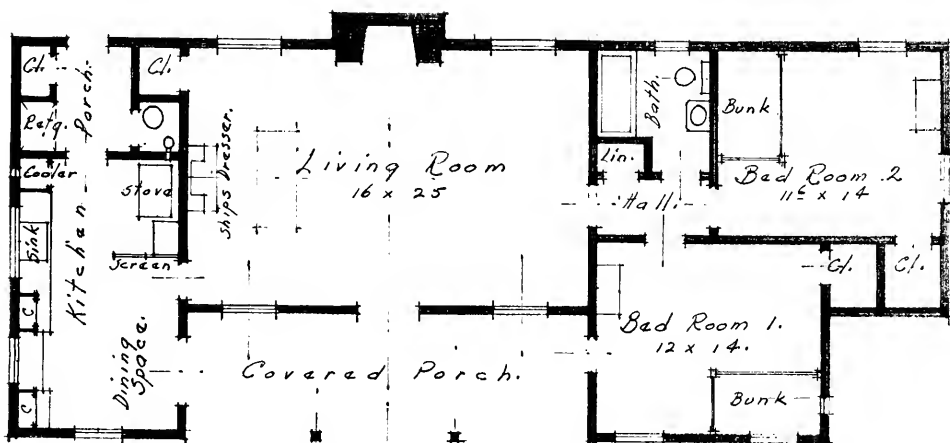 Cl.
Porch.
Cl.
Refg.
Cooler
Stove
Sink
Kitchen
Screen
C
C
Dining
Space.
Ships Dresser.
Living Room
16 x 25
Covered Porch.
Bath.
Lin.
Hall.
Bunk
Bed Room 2
11⁶ x 14
Cl.
Cl.
Bed Room 1.
12 x 14.
Bunk